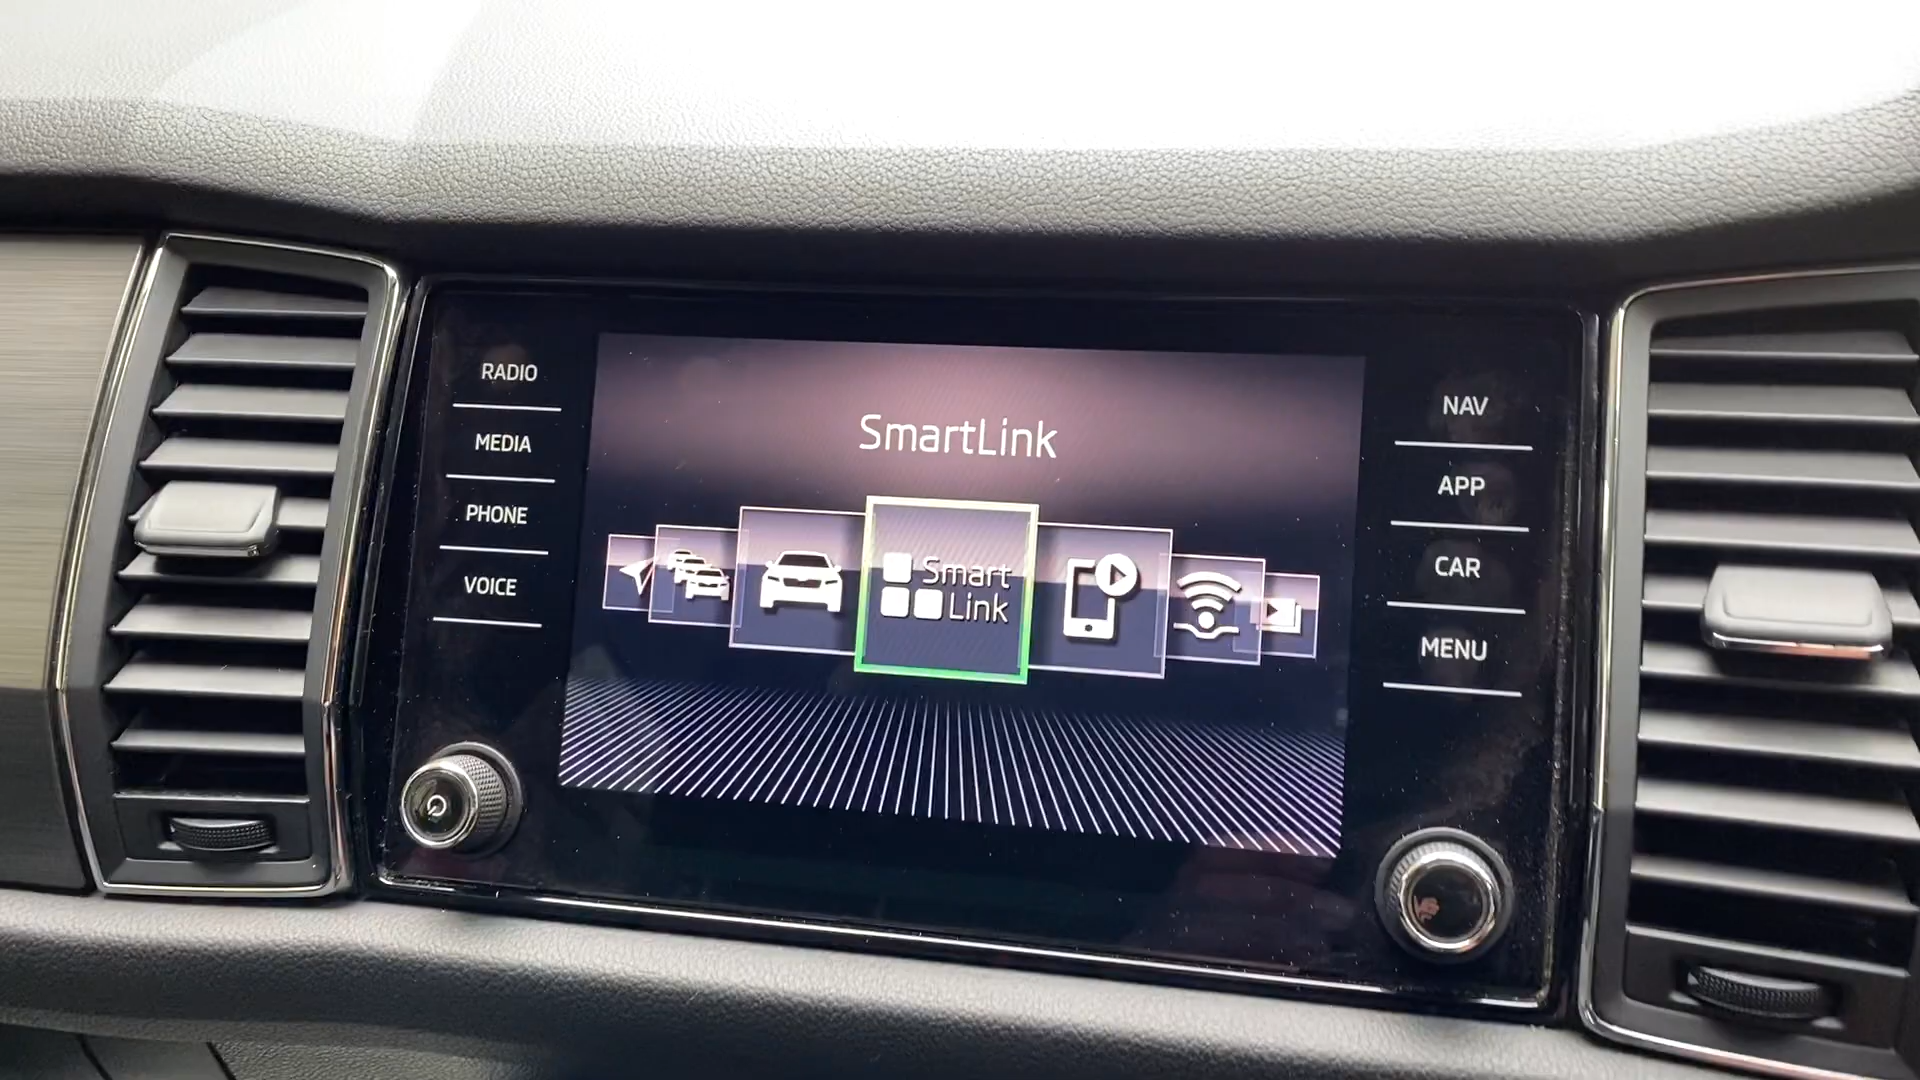 RADIO
MEDIA
PHONE
VOICE
SmartLink
Smart
Link
NAV
APP
CAR
MENU